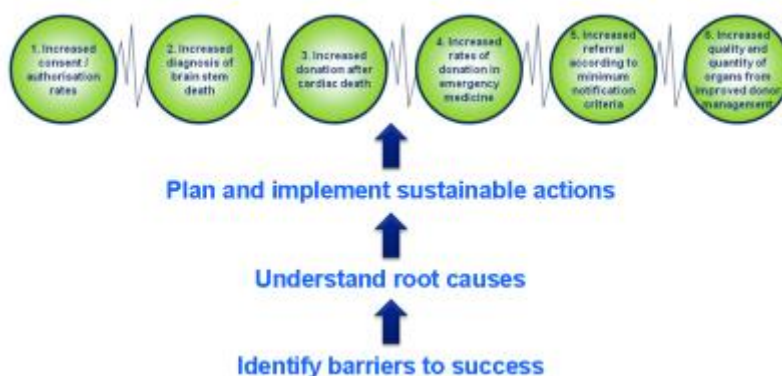 1. Increased
consent /
authorisation
rates
2. Increased
diagnosis of
brain stem
death
3. Increased
donation after
cardiac death
4. Increased
rates of
donation in
emergency
medicine
5. Increased
referral
according to
minimum
notification
criteria
6. Increased
quality and
quantity of
organs from
improved donor
management
Plan and implement sustainable actions
Understand root causes
Identify barriers to success